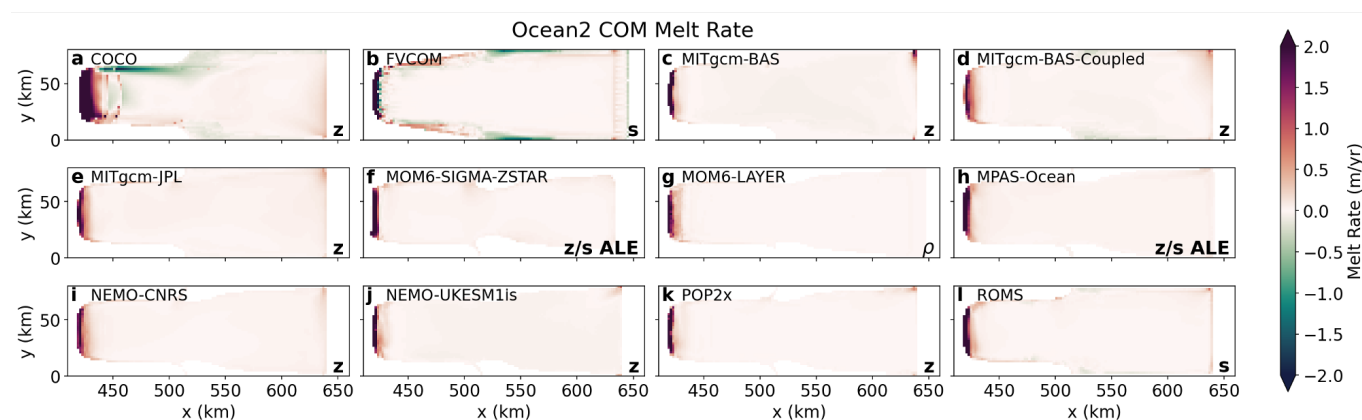 Ocean2 COM Melt Rate
a COCO
z
b FVCOM
s
c MITgcm-BAS
z
d MITgcm-BAS-Coupled
z
y (km)
50
0
e MITgcm-JPL
z
f MOM6-SIGMA-ZSTAR
z/s ALE
g MOM6-LAYER
ρ
h MPAS-Ocean
z/s ALE
y (km)
50
0
i NEMO-CNRS
z
j NEMO-UKESM1is
z
k POP2x
z
l ROMS
s
y (km)
50
0
450 500 550 600 650
450 500 550 600 650
450 500 550 600 650
450 500 550 600 650
x (km)
x (km)
x (km)
x (km)
2.0
1.5
1.0
0.5
0.0
−0.5
−1.0
−1.5
−2.0
Melt Rate (m/yr)